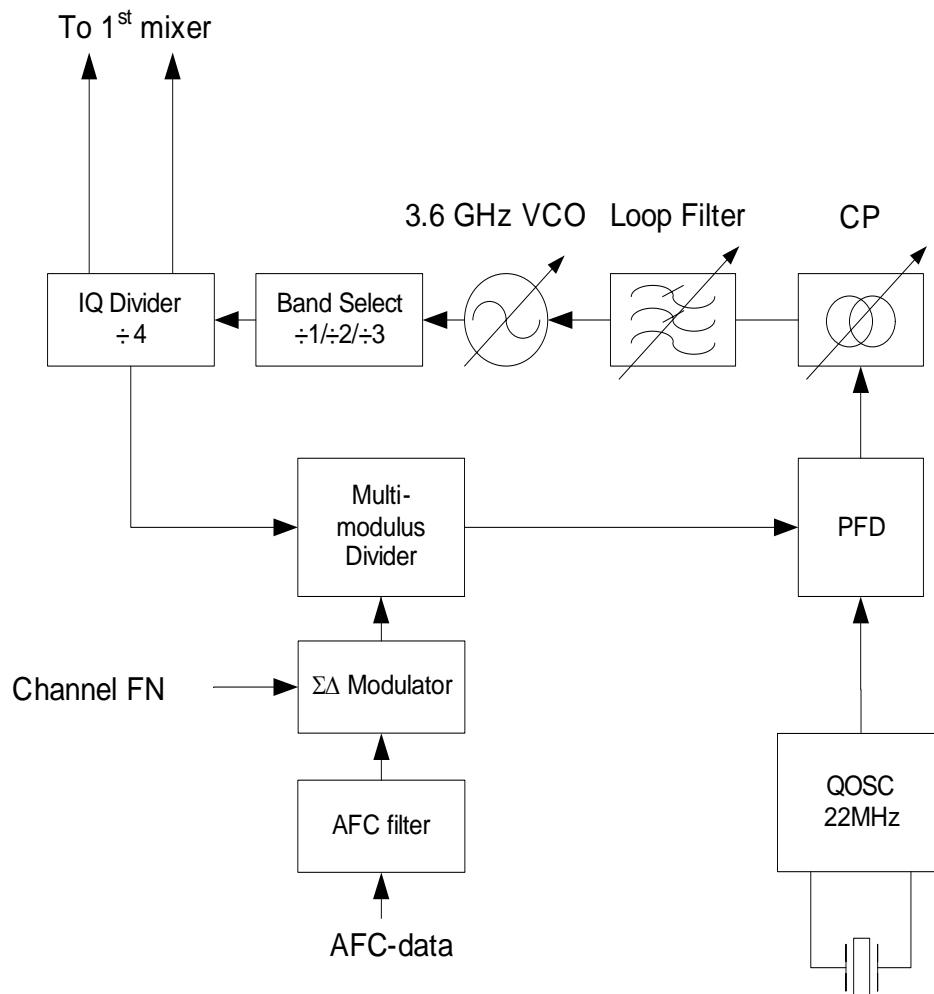 To 1st mixer
3.6 GHz VCO
Loop Filter
CP
IQ Divider
÷4
Band Select
÷1/÷2/÷3
Multi-
modulus
Divider
PFD
Channel FN
ΣΔ Modulator
QOSC
22MHz
AFC filter
AFC-data